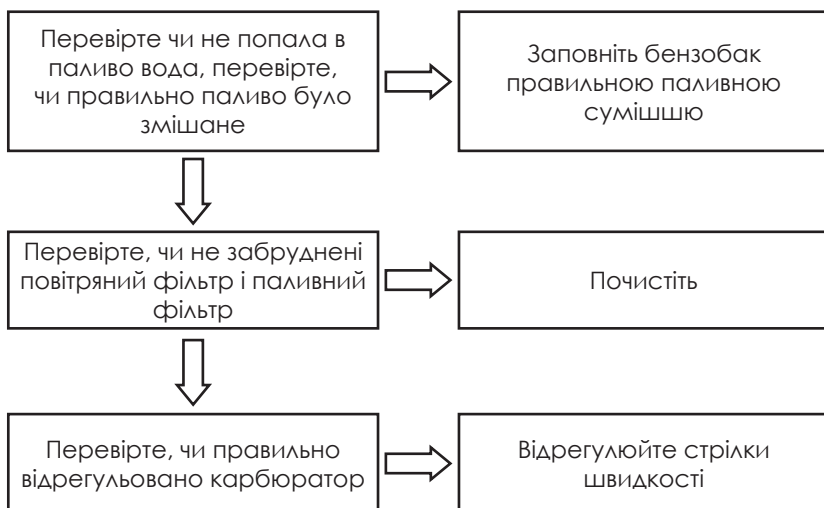 Перевірте чи не попала в
паливо вода, перевірте,
чи правильно паливо було
змішане
Заповніть бензобак
правильною паливною
сумішшю
Перевірте, чи не забруднені
повітряний фільтр і паливний
фільтр
Почистіть
Перевірте, чи правильно
відрегульовано карбюратор
Відрегулюйте стрілки
швидкості